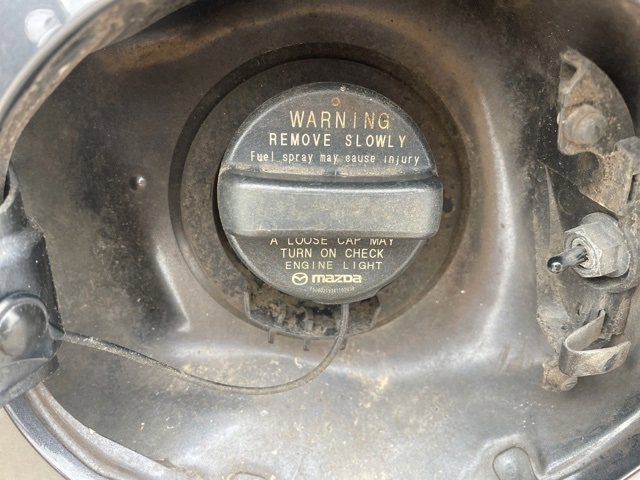 WARNING
REMOVE SLOWLY
Fuel spray may cause injury
A LOOSE CAP MAY
TURN ON CHECK
ENGINE LIGHT
mazda